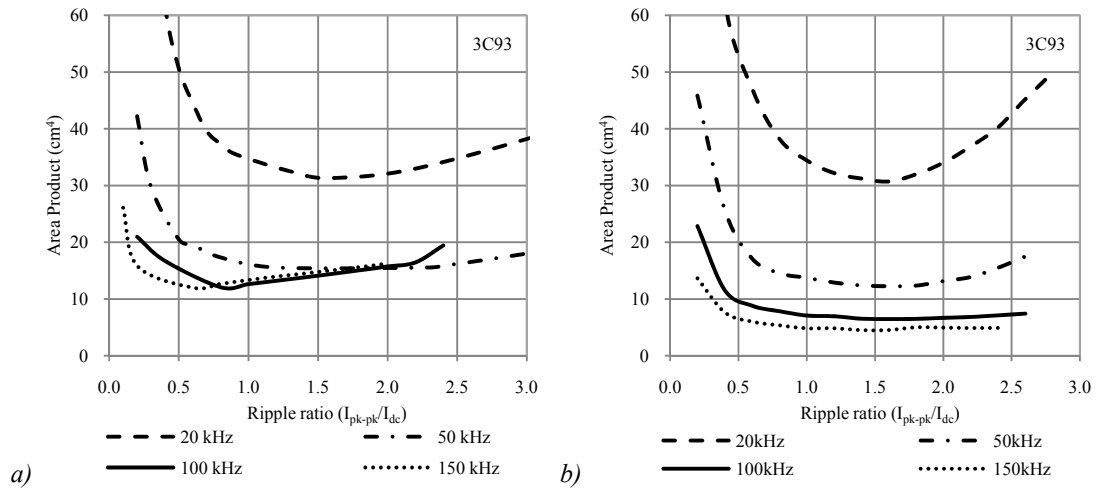 60
50
40
30
20
10
0
Area Product (cm⁴)
3C93
0.0 0.5 1.0 1.5 2.0 2.5 3.0
Ripple ratio (Ipk-pk/Idc)
20 kHz 50 kHz
100 kHz 150 kHz
a)
60
50
40
30
20
10
0
Area Product (cm⁴)
3C93
0.0 0.5 1.0 1.5 2.0 2.5 3.0
Ripple ratio (Ipk-pk/Idc)
20kHz 50kHz
100kHz 150kHz
b)